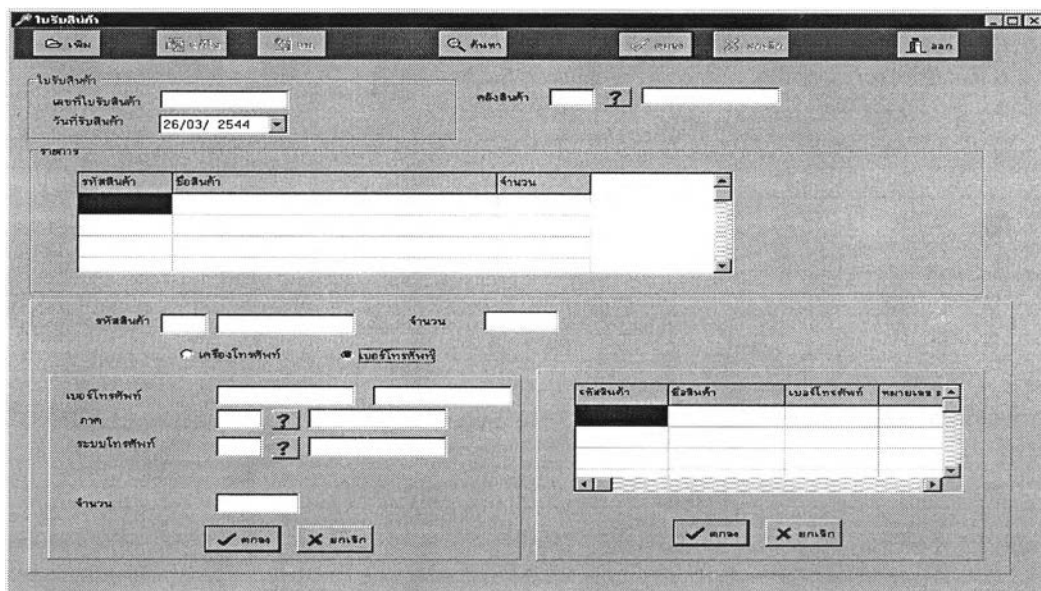 ใบรับสินค้า
เพิ่ม แก้ไข ลบ ค้นหา ตกลง ยกเลิก ออก
ใบรับสินค้า
เลขที่ใบรับสินค้า คลังสินค้า ?
วันที่รับสินค้า 26/03/ 2544
รายการ
รหัสสินค้า ชื่อสินค้า จำนวน
รหัสสินค้า จำนวน
เครื่องโทรศัพท์ เบอร์โทรศัพท์
เบอร์โทรศัพท์
ภาค ?
ระบบโทรศัพท์ ?
จำนวน
ตกลง ยกเลิก
รหัสสินค้า ชื่อสินค้า เบอร์โทรศัพท์ หมายเลข
ตกลง ยกเลิก